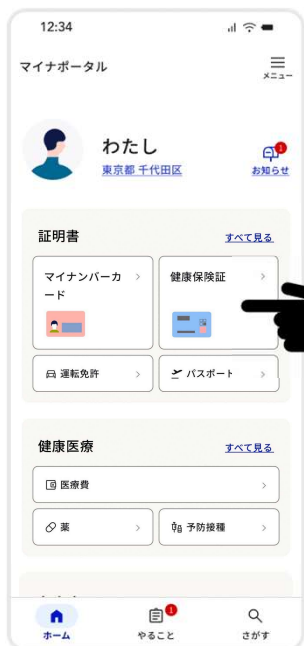 12:34
マイナポータル
メニュー
わたし
東京都 千代田区
1
お知らせ
証明書
すべて見る
マイナンバーカ
ード
健康保険証
運転免許
パスポート
健康医療
すべて見る
医療費
薬
予防接種
1
ホーム
やること
さがす